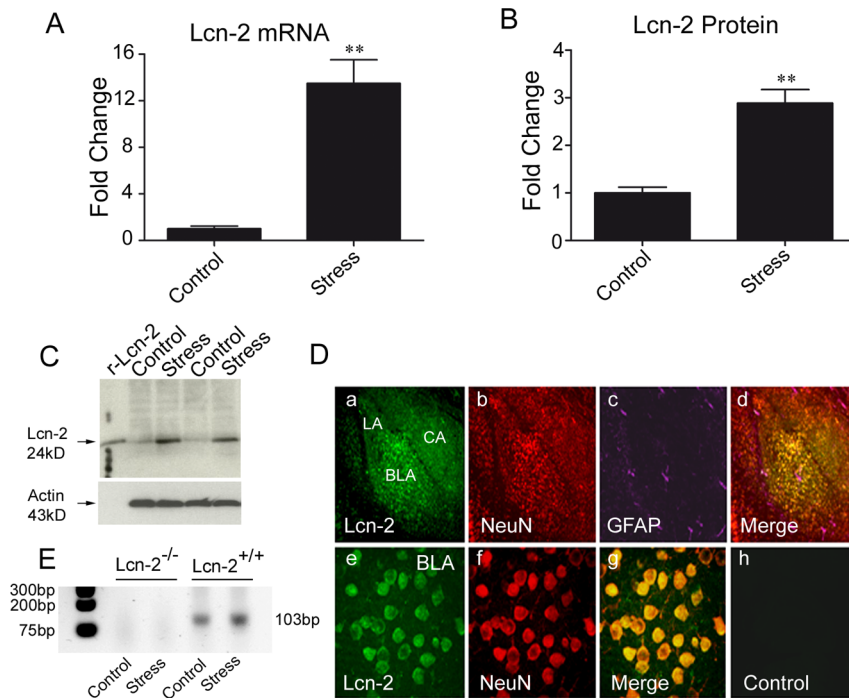 A
Lcn-2 mRNA
Fold Change
16
12
8
4
0
**
Control
Stress
B
Lcn-2 Protein
Fold Change
4
3
2
1
0
**
Control
Stress
C
r-Lcn-2
Control
Stress
Control
Stress
Lcn-2
24kD
Actin
43kD
D
a
LA
CA
BLA
Lcn-2
b
NeuN
c
GFAP
d
Merge
e
BLA
Lcn-2
f
NeuN
g
Merge
h
Control
E
Lcn-2-/-
Lcn-2+/+
300bp
200bp
75bp
103bp
Control
Stress
Control
Stress